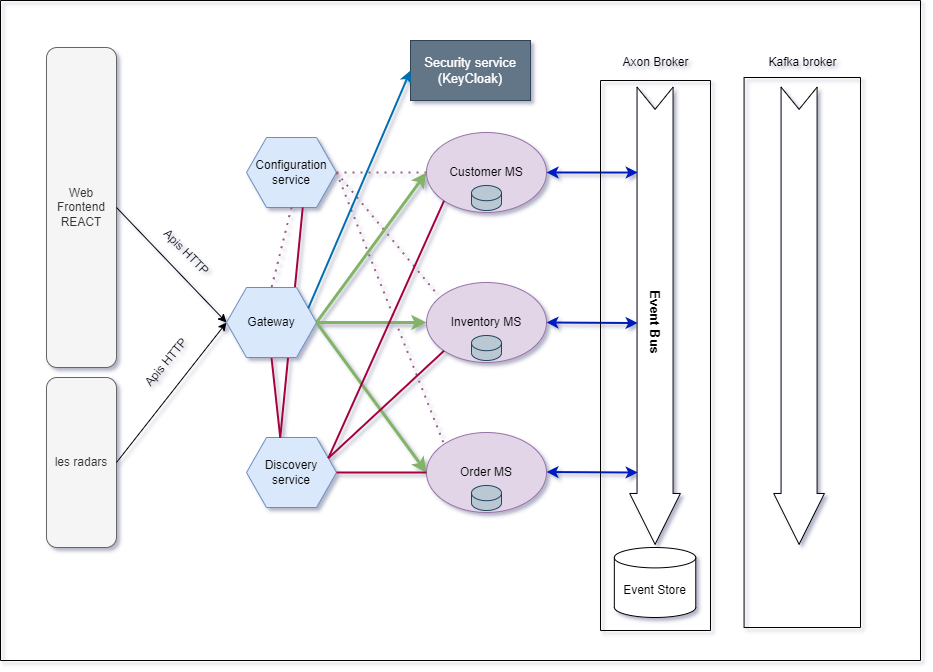 Security service
(KeyCloak)
Axon Broker
Kafka broker
Configuration
service
Customer MS
Web
Frontend
REACT
Apis HTTP
Gateway
Inventory MS
Event Bus
Apis HTTP
les radars
Discovery
service
Order MS
Event Store